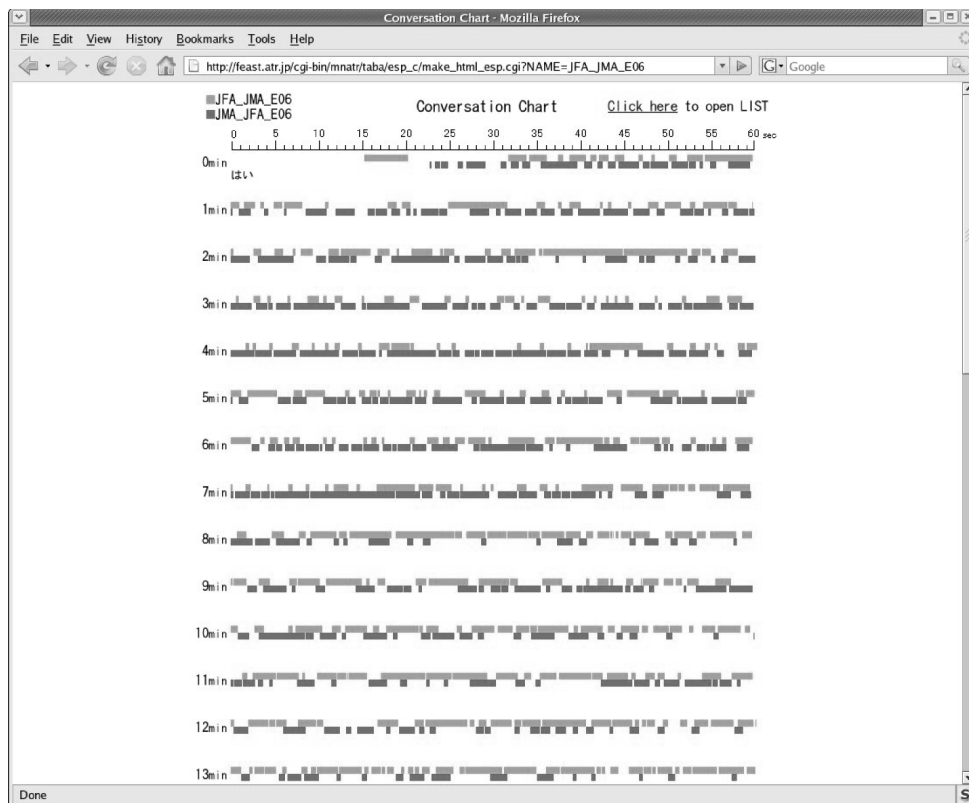 Conversation Chart - Mozilla Firefox
File Edit View History Bookmarks Tools Help
http://feast.atr.jp/cgi-bin/mnatr/taba/esp_c/make_html_esp.cgi?NAME=JFA_JMA_E06
G Google
JFA_JMA_E06
JMA_JFA_E06
Conversation Chart
Click here to open LIST
0 5 10 15 20 25 30 35 40 45 50 55 60 sec
0min
はい
1min
2min
3min
4min
5min
6min
7min
8min
9min
10min
11min
12min
13min
Done
S